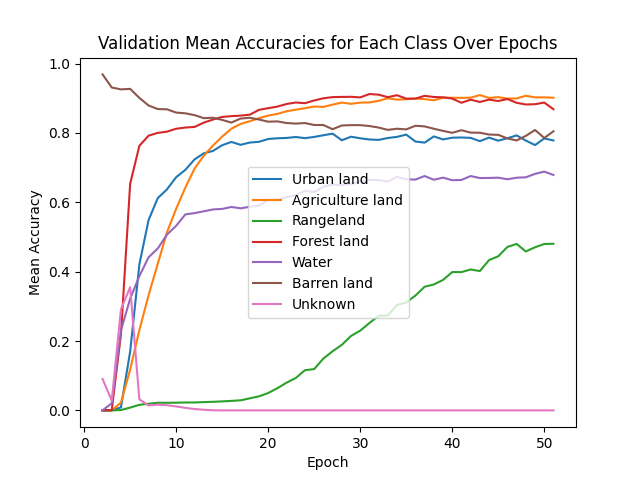 Validation Mean Accuracies for Each Class Over Epochs
Mean Accuracy
1.0
0.8
0.6
0.4
0.2
0.0
Urban land
Agriculture land
Rangeland
Forest land
Water
Barren land
Unknown
0 10 20 30 40 50
Epoch